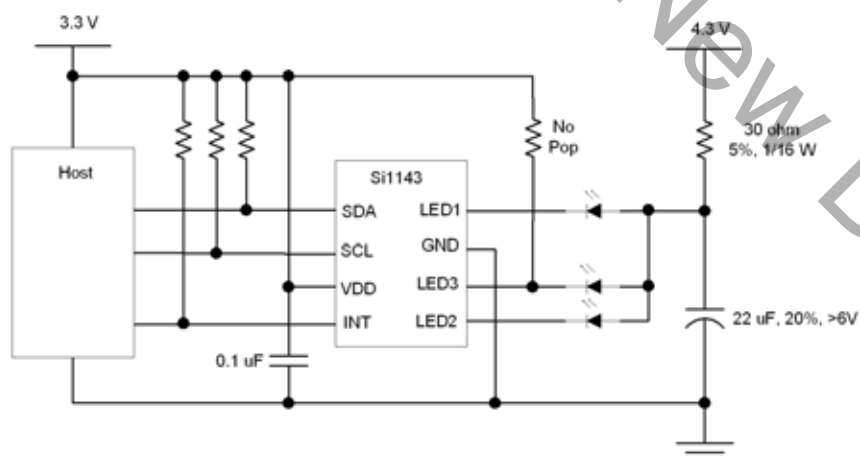 3.3 V
4.3 V
New D
No
Pop
30 ohm
5%, 1/16 W
Host
Si1143
SDA
LED1
SCL
GND
VDD
LED3
INT
LED2
22 uF, 20%, >6V
0.1 uF